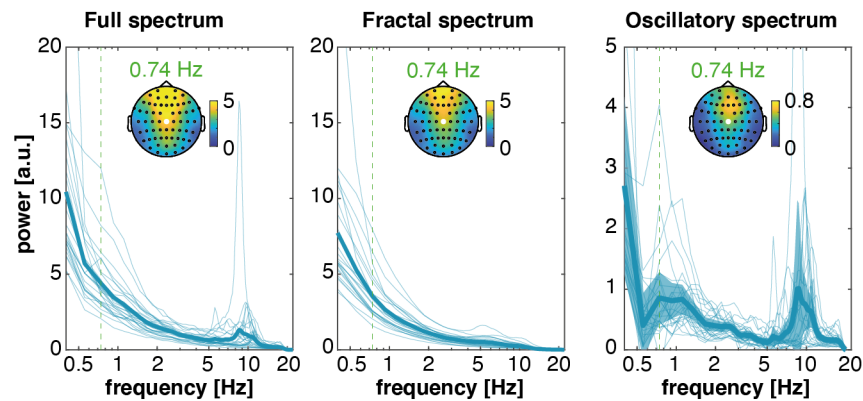 Full spectrum
Fractal spectrum
Oscillatory spectrum
power [a.u.]
20
15
10
5
0
0.74 Hz
5
0
0.5 1 2 5 10 20
frequency [Hz]
20
15
10
5
0
0.74 Hz
5
0
0.5 1 2 5 10 20
frequency [Hz]
5
4
3
2
1
0
0.74 Hz
0.8
0
0.5 1 2 5 10 20
frequency [Hz]